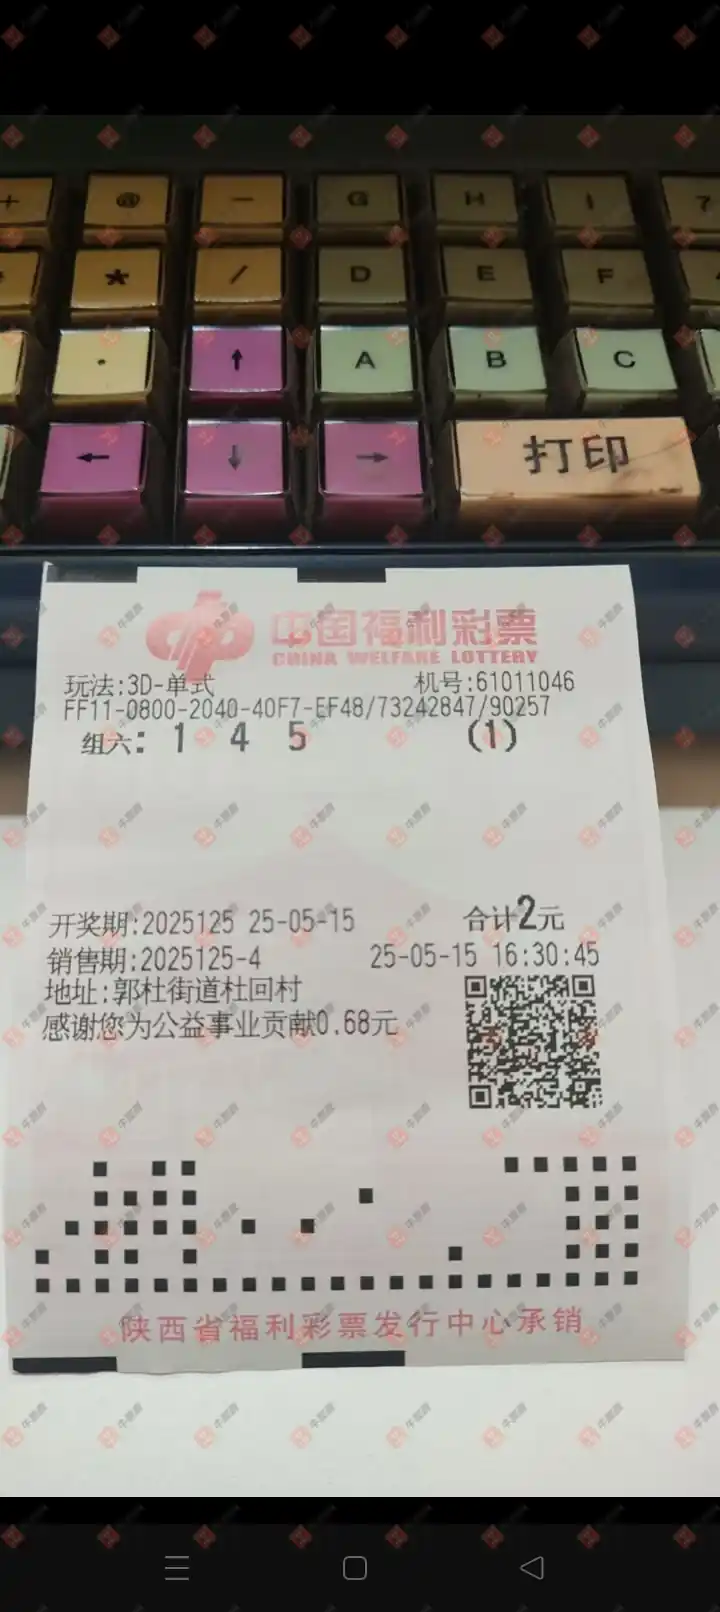 + @ － G H I 7
* / D E F
· ↑ A B C
← ↓ → 打印
中国福利彩票
CHINA WELFARE LOTTERY
玩法:3D-单式 机号:61011046
FF11-0800-2040-40F7-EF48/73242847/90257
组六: 1 4 5 (1)
开奖期:2025125 25-05-15 合计2元
销售期:2025125-4 25-05-15 16:30:45
地址:郭杜街道杜回村
感谢您为公益事业贡献0.68元
陕西省福利彩票发行中心承销